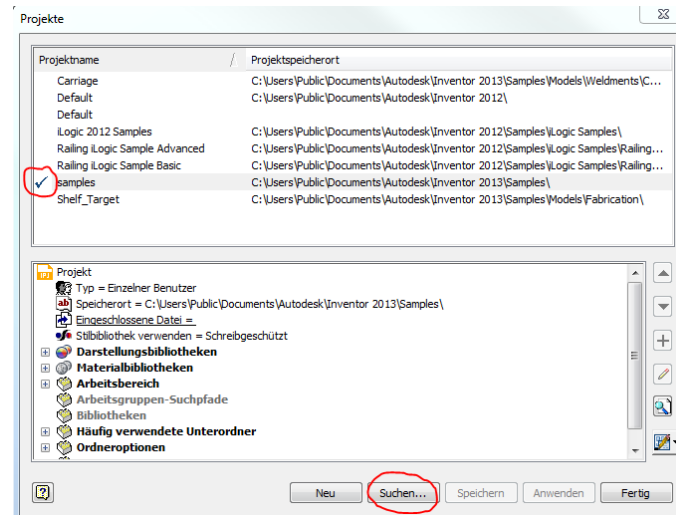 Projekte
Projektname / Projektspeicherort
Carriage C:\Users\Public\Documents\Autodesk\Inventor 2013\Samples\Models\Weldments\C...
Default C:\Users\Public\Documents\Autodesk\Inventor 2012\
Default
iLogic 2012 Samples C:\Users\Public\Documents\Autodesk\Inventor 2012\Samples\iLogic Samples\
Railing iLogic Sample Advanced C:\Users\Public\Documents\Autodesk\Inventor 2012\Samples\iLogic Samples\Railing...
Railing iLogic Sample Basic C:\Users\Public\Documents\Autodesk\Inventor 2012\Samples\iLogic Samples\Railing...
samples C:\Users\Public\Documents\Autodesk\Inventor 2013\Samples\
Shelf_Target C:\Users\Public\Documents\Autodesk\Inventor 2013\Samples\Models\Fabrication\
IPJ Projekt
Typ = Einzelner Benutzer
ab Speicherort = C:\Users\Public\Documents\Autodesk\Inventor 2013\Samples\
Eingeschlossene Datei =
Stilbibliothek verwenden = Schreibgeschützt
Darstellungsbibliotheken
Materialbibliotheken
Arbeitsbereich
Arbeitsgruppen-Suchpfade
Bibliotheken
Häufig verwendete Unterordner
Ordneroptionen
? Neu Suchen... Speichern Anwenden Fertig